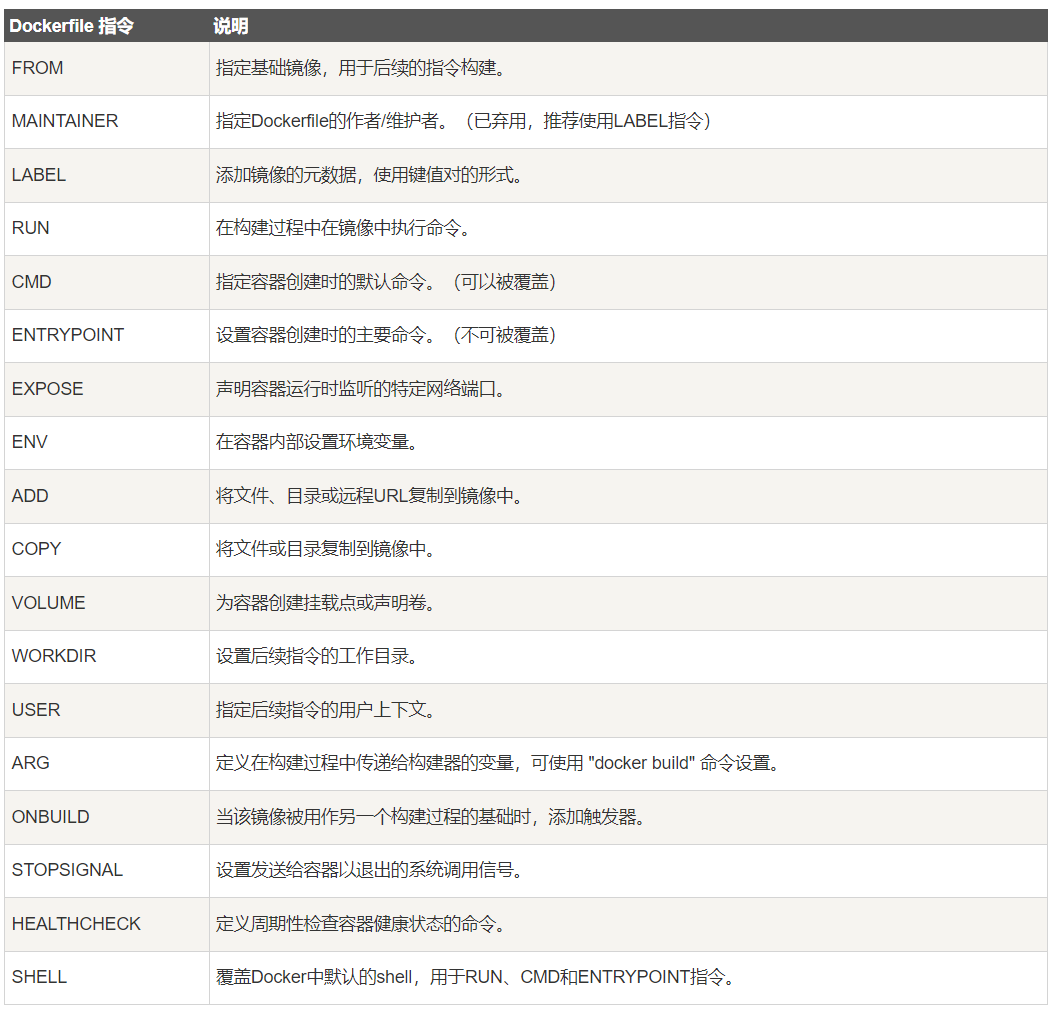 Dockerfile 指令 说明
FROM 指定基础镜像，用于后续的指令构建。
MAINTAINER 指定Dockerfile的作者/维护者。（已弃用，推荐使用LABEL指令）
LABEL 添加镜像的元数据，使用键值对的形式。
RUN 在构建过程中在镜像中执行命令。
CMD 指定容器创建时的默认命令。（可以被覆盖）
ENTRYPOINT 设置容器创建时的主要命令。（不可被覆盖）
EXPOSE 声明容器运行时监听的特定网络端口。
ENV 在容器内部设置环境变量。
ADD 将文件、目录或远程URL复制到镜像中。
COPY 将文件或目录复制到镜像中。
VOLUME 为容器创建挂载点或声明卷。
WORKDIR 设置后续指令的工作目录。
USER 指定后续指令的用户上下文。
ARG 定义在构建过程中传递给构建器的变量，可使用 "docker build" 命令设置。
ONBUILD 当该镜像被用作另一个构建过程的基础时，添加触发器。
STOPSIGNAL 设置发送给容器以退出的系统调用信号。
HEALTHCHECK 定义周期性检查容器健康状态的命令。
SHELL 覆盖Docker中默认的shell，用于RUN、CMD和ENTRYPOINT指令。